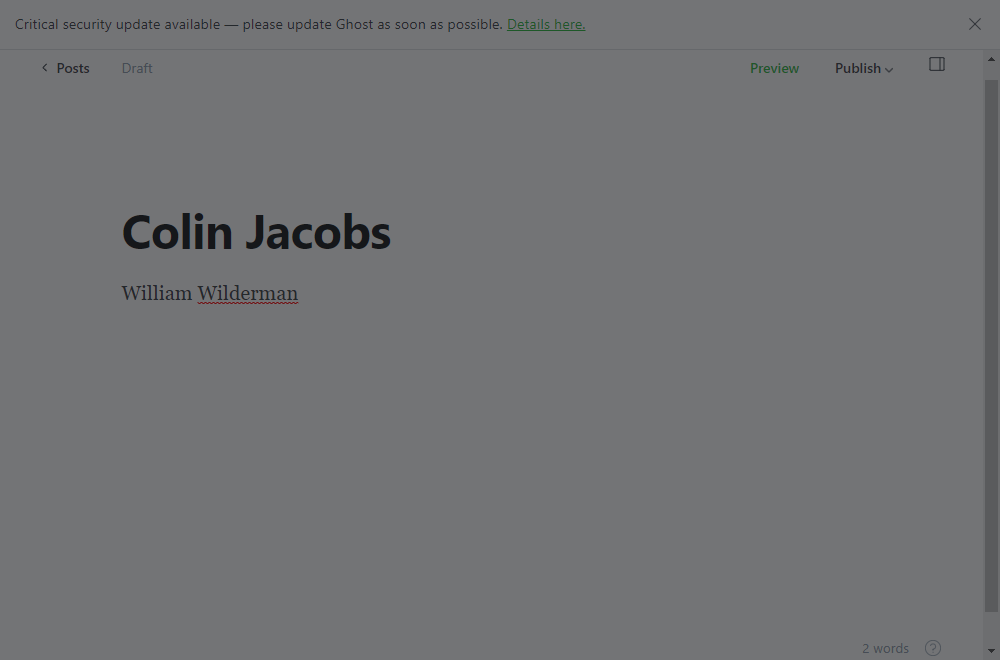 Critical security update available — please update Ghost as soon as possible. Details here.
Posts
Draft
Preview
Publish
Colin Jacobs
William Wilderman
2 words
?